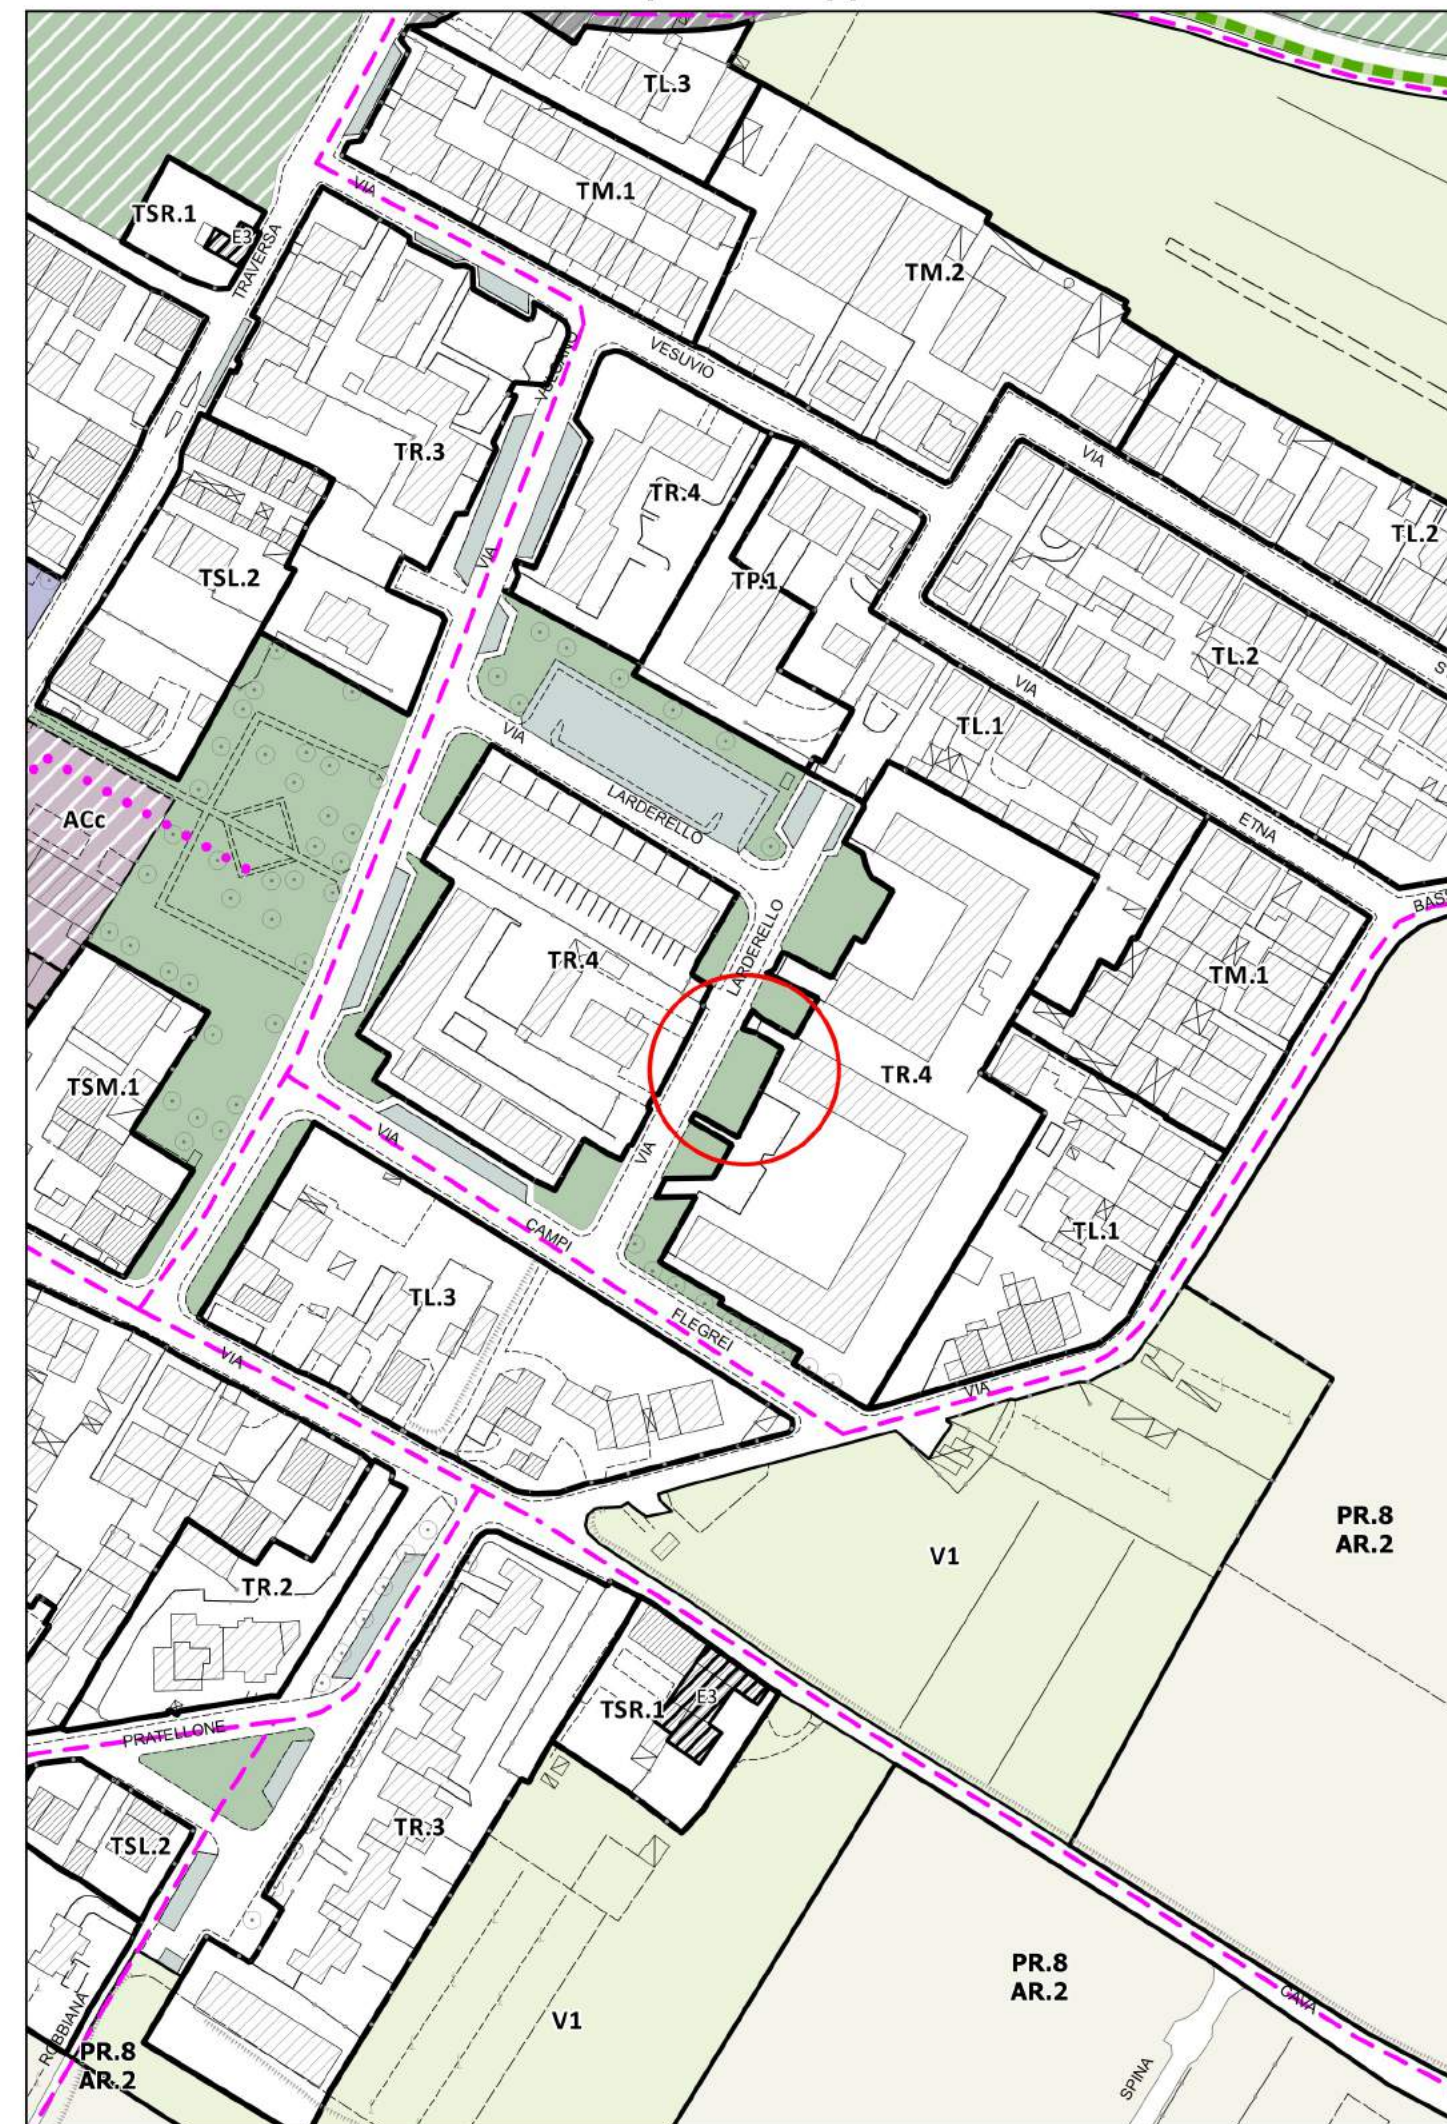 TL.3
TM.1
VIA
TSR.1
E3
TRAVERSA
TM.2
VULCANO
VESUVIO
TR.3
VIA
TR.4
TL.2
VIA
TSL.2
TP.1
TL.2
S
VIA
TL.1
VIA
LARDERELLO
ACc
ETNA
BASS
LARDERELLO
TR.4
TM.1
TR.4
TSM.1
VIA
VIA
TL.1
CAMPI
TL.3
FLEGREI
VIA
VIA
PR.8
AR.2
V1
TR.2
E3
TSR.1
PRATELLONE
TR.3
TSL.2
PR.8
AR.2
CAVA
V1
ROBBIANA
PR.8
AR.2
SPINA